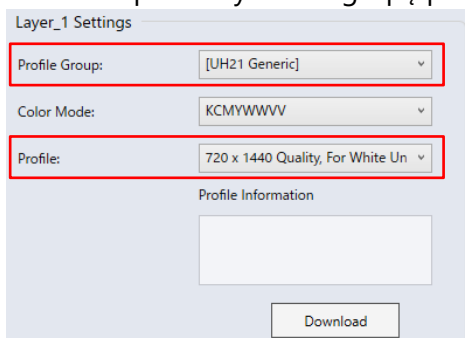 Layer_1 Settings
Profile Group: [UH21 Generic]
Color Mode: KCMYWWVV
Profile: 720 x 1440 Quality, For White Un
Profile Information
Download